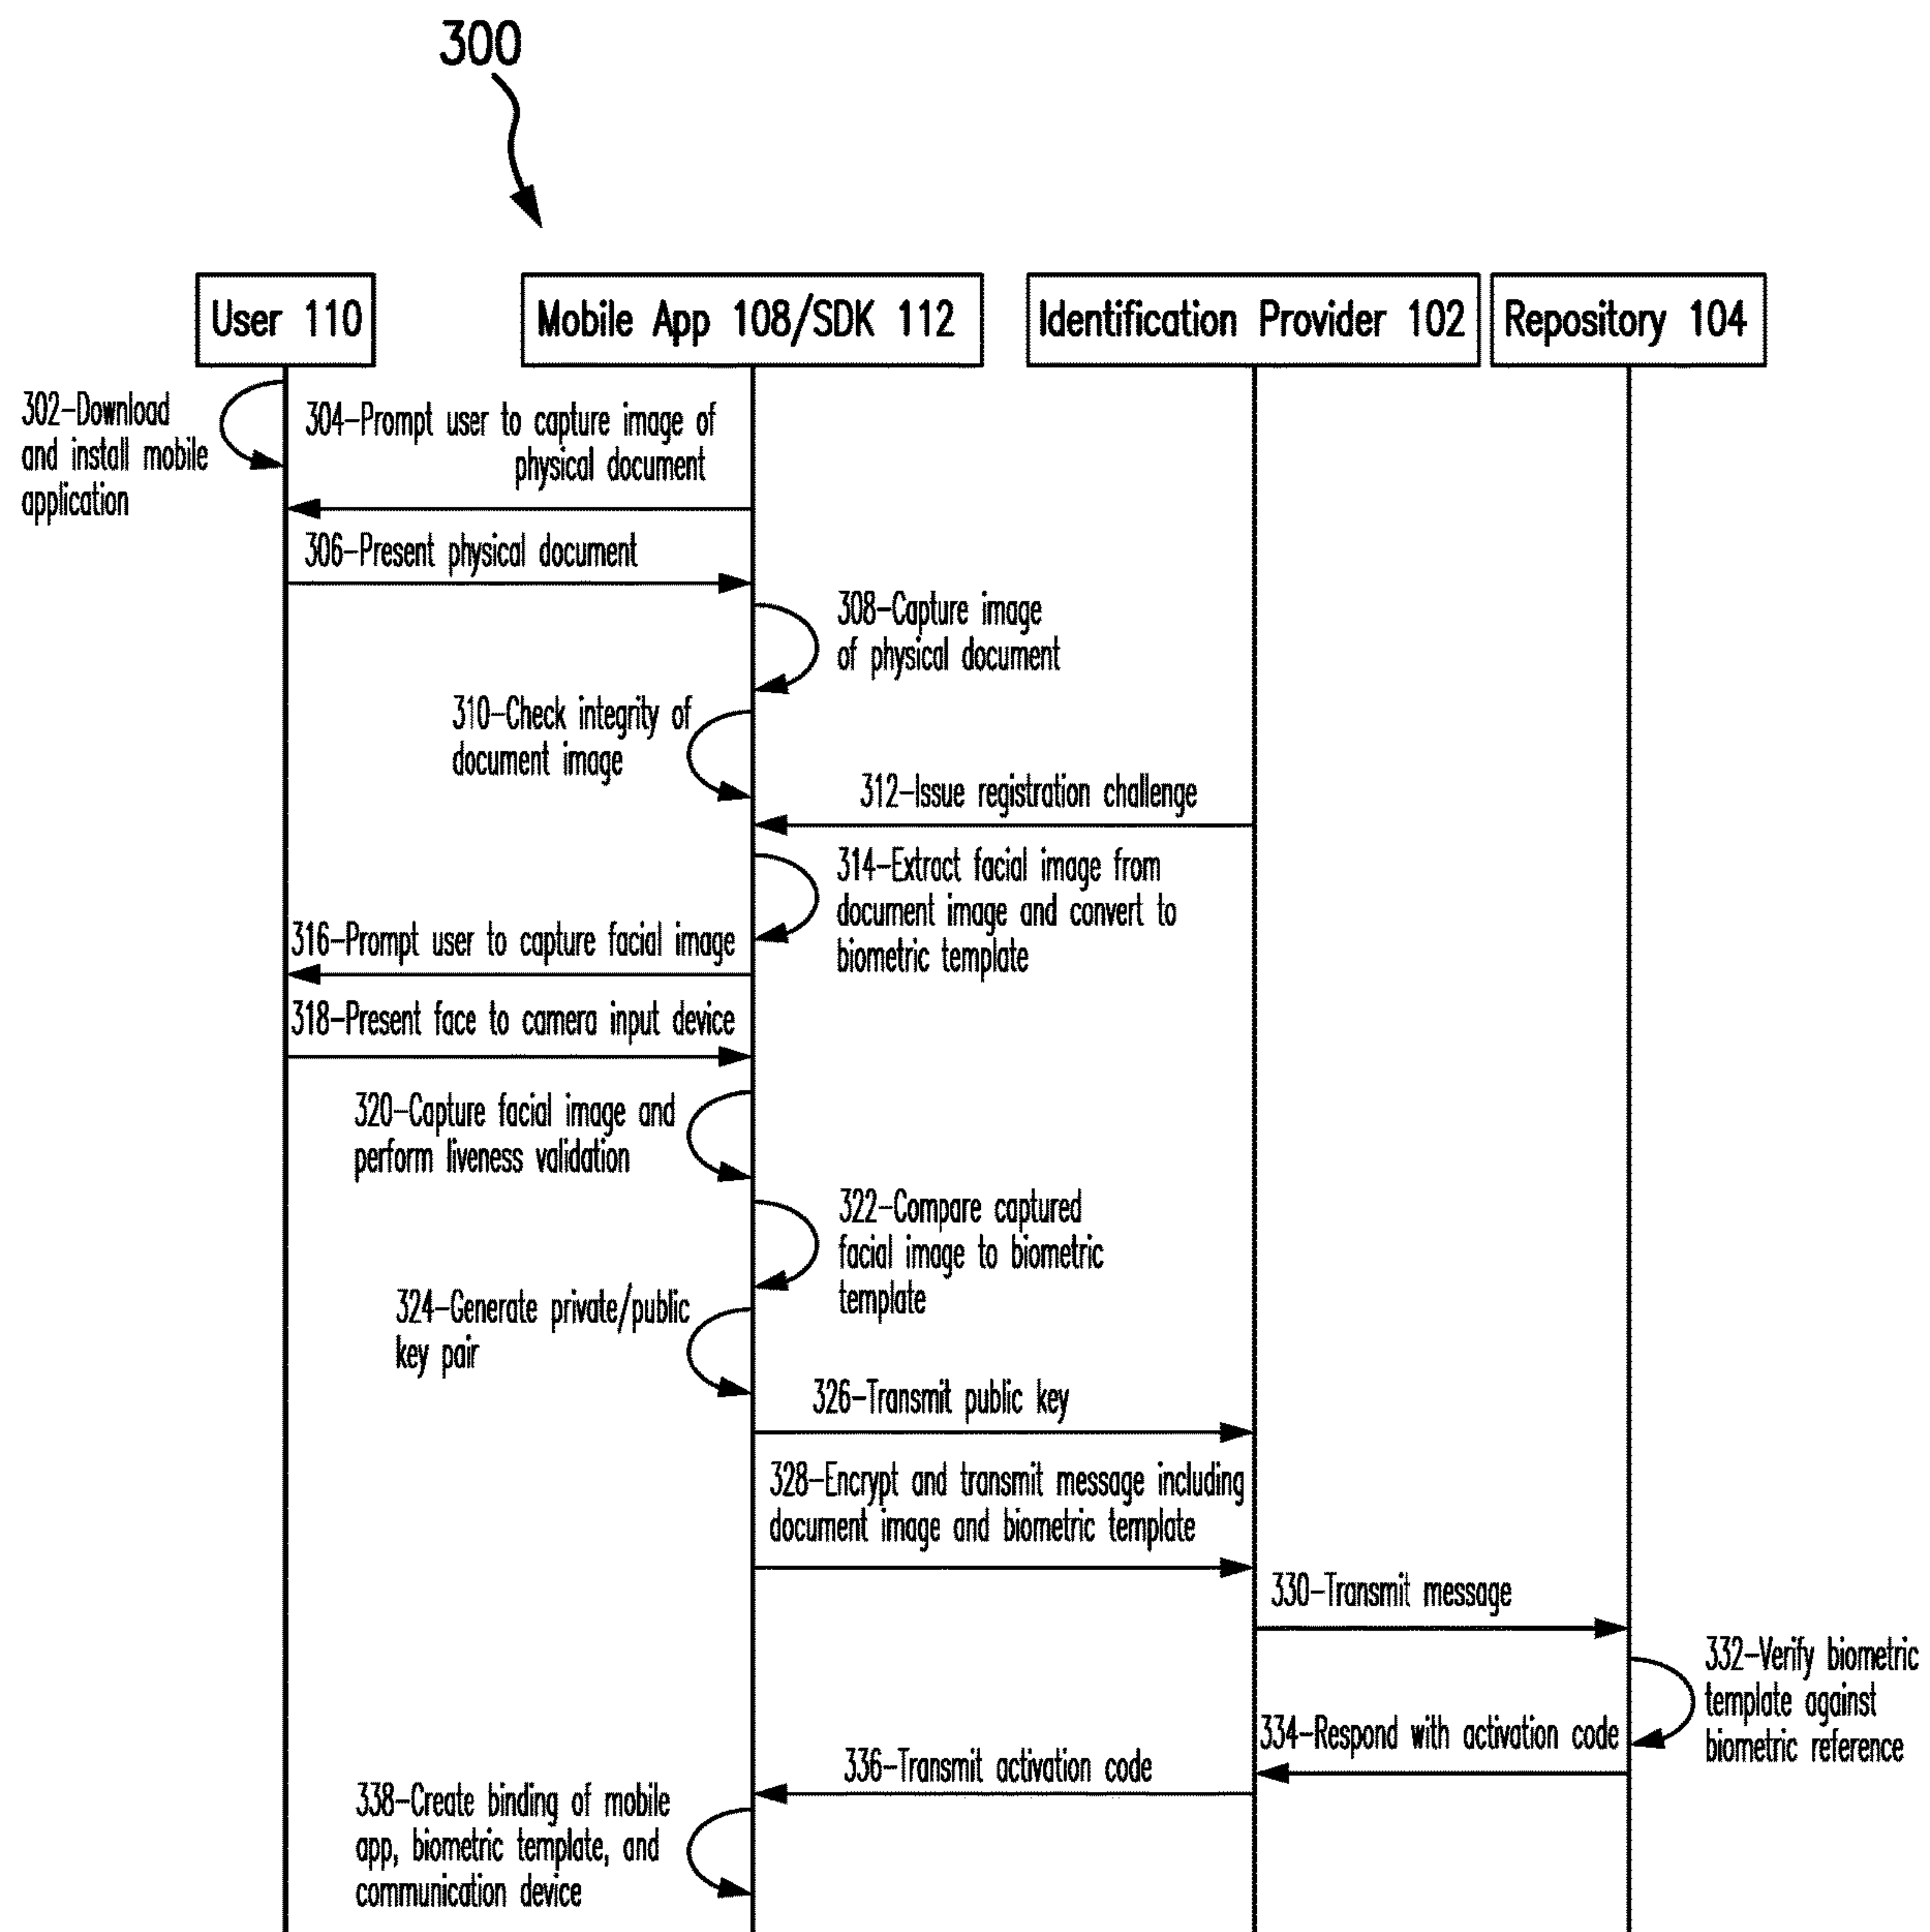 300
User 110
Mobile App 108/SDK 112
Identification Provider 102
Repository 104
302-Download
and install mobile
application
304-Prompt user to capture image of
physical document
306-Present physical document
308-Capture image
of physical document
310-Check integrity of
document image
312-Issue registration challenge
314-Extract facial image from
document image and convert to
biometric template
316-Prompt user to capture facial image
318-Present face to camera input device
320-Capture facial image and
perform liveness validation
322-Compare captured
facial image to biometric
template
324-Generate private/public
key pair
326-Transmit public key
328-Encrypt and transmit message including
document image and biometric template
330-Transmit message
332-Verify biometric
template against
biometric reference
334-Respond with activation code
336-Transmit activation code
338-Create binding of mobile
app, biometric template, and
communication device